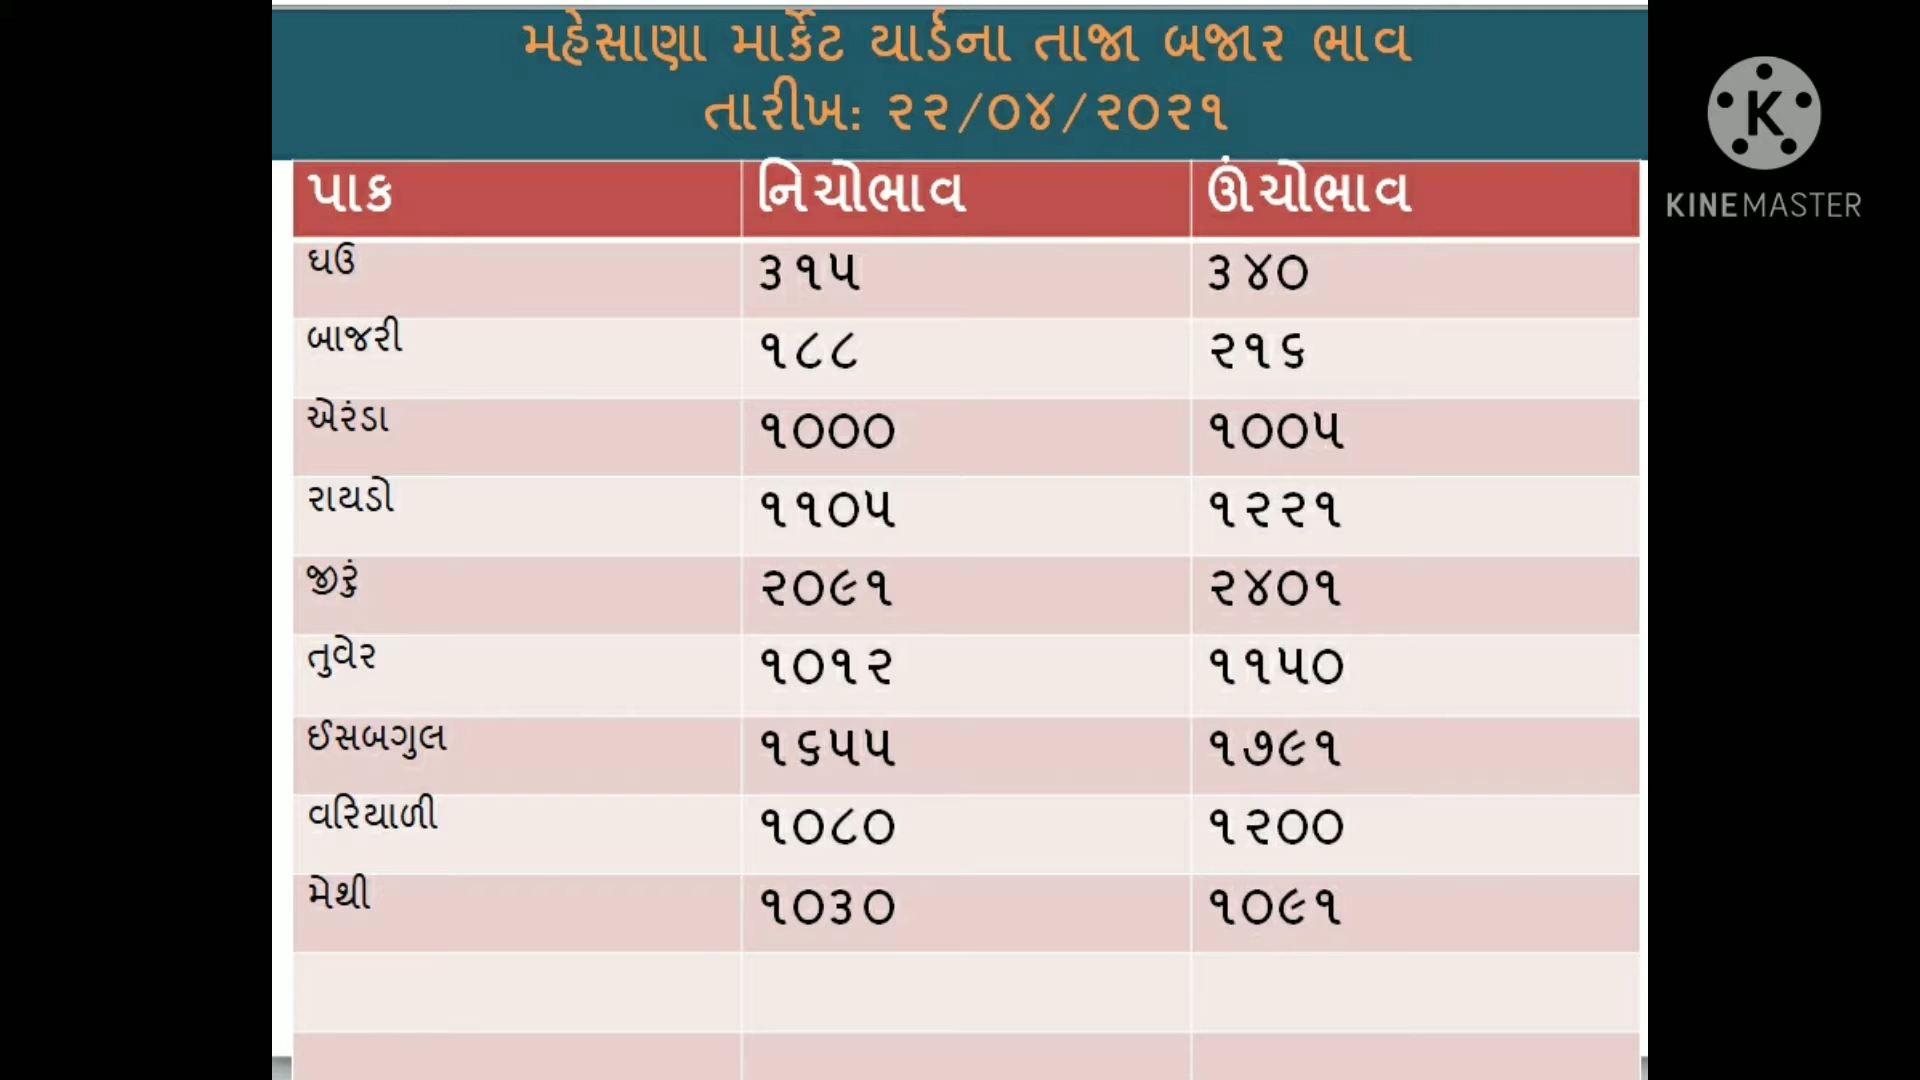 મહેસાણા માર્કેટ યાર્ડના તાજા બજાર ભાવ
તારીખ: ૨૨/૦૪/૨૦૨૧
પાક નિચોભાવ ઊંચોભાવ
ઘઉ ૩૧૫ ૩૪૦
બાજરી ૧૮૮ ૨૧૬
એરંડા ૧૦૦૦ ૧૦૦૫
રાયડો ૧૧૦૫ ૧૨૨૧
જીરું ૨૦૯૧ ૨૪૦૧
તુવેર ૧૦૧૨ ૧૧૫૦
ઈસબગુલ ૧૬૫૫ ૧૭૯૧
વરિયાળી ૧૦૮૦ ૧૨૦૦
મેથી ૧૦૩૦ ૧૦૯૧
K
KINEMASTER